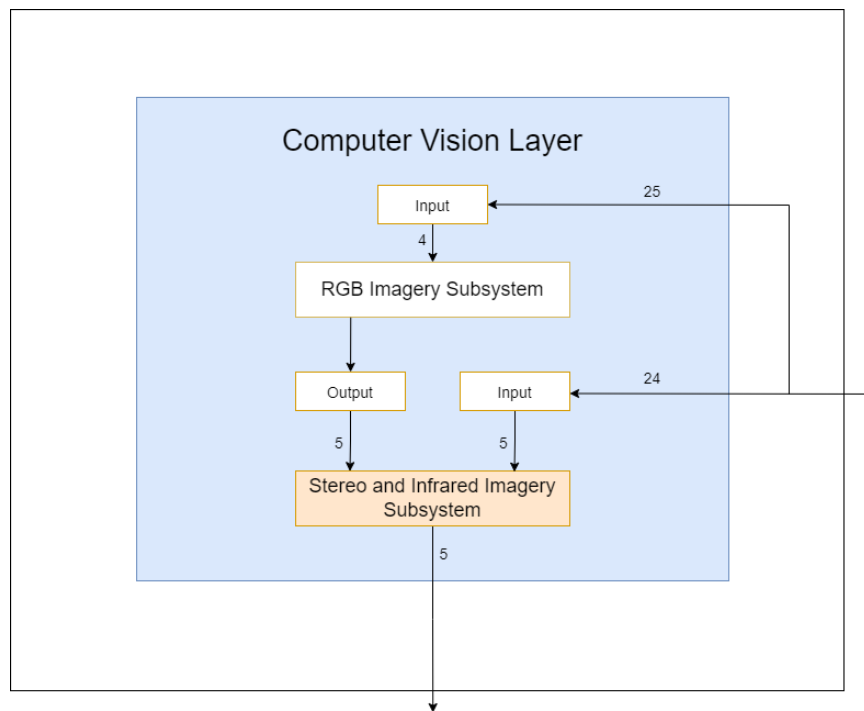 Computer Vision Layer
25
Input
4
RGB Imagery Subsystem
24
Output
Input
5
5
Stereo and Infrared Imagery
Subsystem
5